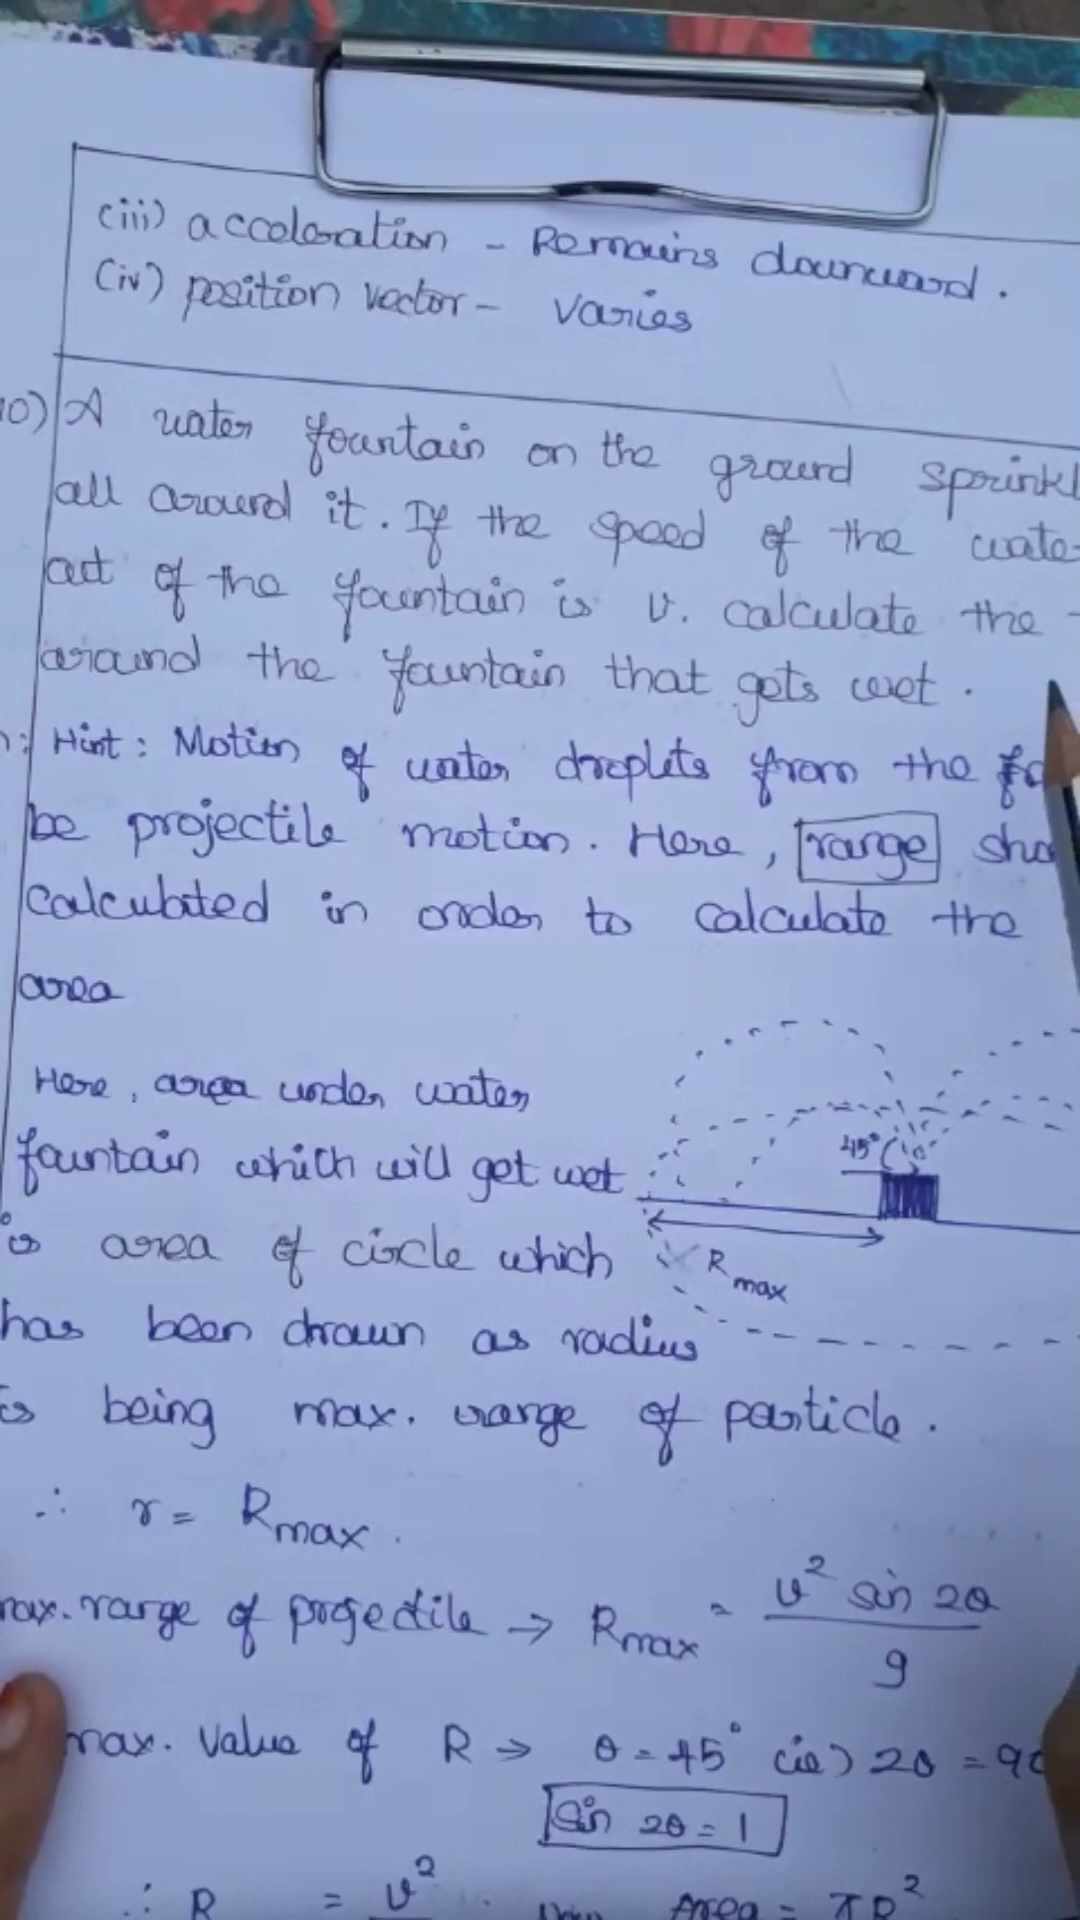 (iii) acceleration - Remains downward.
(iv) position vector - varies
10) A water fountain on the ground sprinkl
all around it. If the speed of the wate
out of the fountain is v. calculate the
around the fountain that gets wet.
Hint: Motion of water droplets from the fo
be projectile motion. Here, range sho
calculated in order to calculate the
area
Here, area under water
fountain which will get wet
is area of circle which
has been drawn as radius
is being max. range of particle.
45°
R max
∴ r = Rmax.
max. range of projectile → Rmax = v² sin 2θ / g
max. value of R ⇒ θ = 45° (ie) 2θ = 90
sin 2θ = 1
∴ R = v² Area = πR²